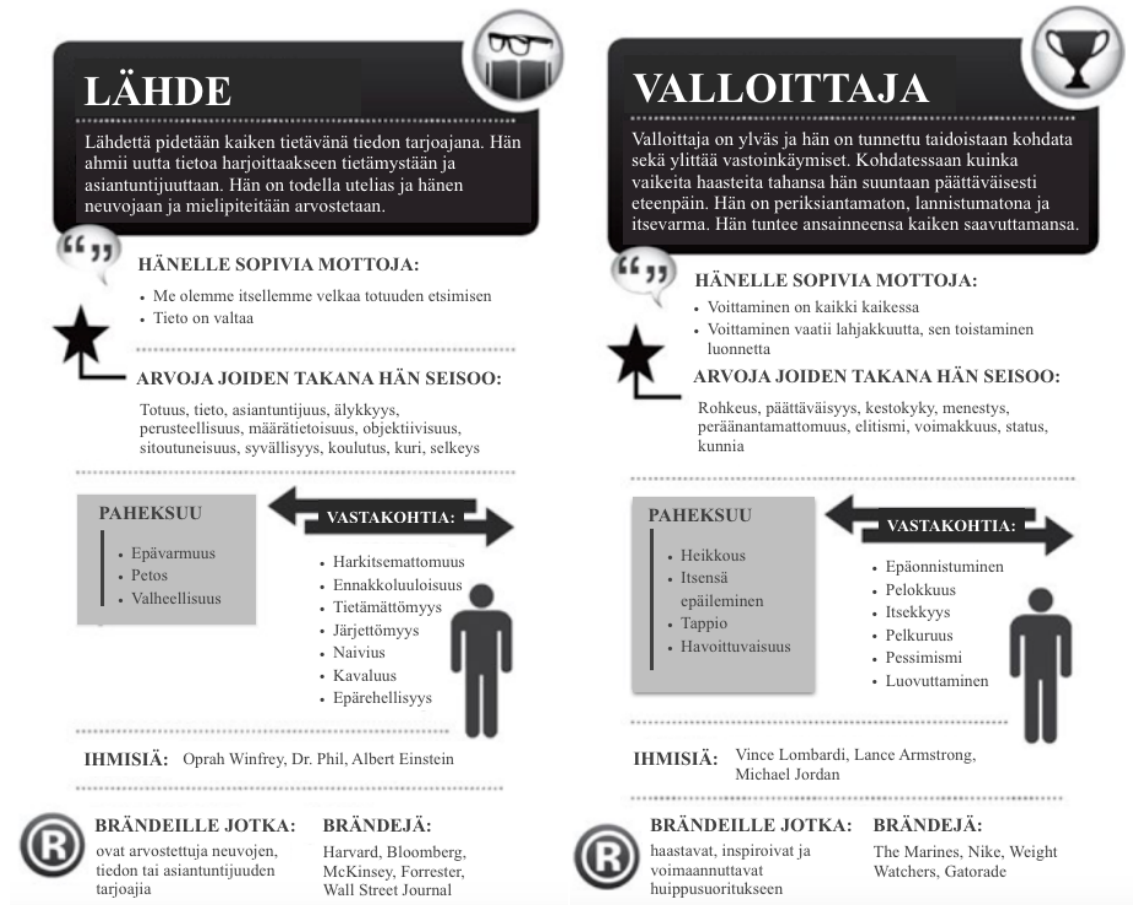 LÄHDE
Lähdettä pidetään kaiken tietävänä tiedon tarjoajana. Hän
ahmii uutta tietoa harjoittaakseen tietämystään ja
asiantuntijuuttaan. Hän on todella utelias ja hänen
neuvojaan ja mielipiteitään arvostetaan.
HÄNELLE SOPIVIA MOTTOJA:
• Me olemme itsellemme velkaa totuuden etsimisen
• Tieto on valtaa
ARVOJA JOIDEN TAKANA HÄN SEISOO:
Totuus, tieto, asiantuntijuus, älykkyys,
perusteellisuus, määrätietoisuus, objektiivisuus,
sitoutuneisuus, syvällisyys, koulutus, kuri, selkeys
PAHEKSUU
• Epävarmuus
• Petos
• Valheellisuus
VASTAKOHTIA:
• Harkitsemattomuus
• Ennakkoluuloisuus
• Tietämättömyys
• Järjettömyys
• Naivius
• Kavaluus
• Epärehellisyys
IHMISIÄ: Oprah Winfrey, Dr. Phil, Albert Einstein
R
BRÄNDEILLE JOTKA:
ovat arvostettuja neuvojen,
tiedon tai asiantuntijuuden
tarjoajia
BRÄNDEJÄ:
Harvard, Bloomberg,
McKinsey, Forrester,
Wall Street Journal
VALLOITTAJA
Valloittaja on ylväs ja hän on tunnettu taidoistaan kohdata
sekä ylittää vastoinkäymiset. Kohdatessaan kuinka
vaikeita haasteita tahansa hän suuntaan päättäväisesti
eteenpäin. Hän on periksiantamaton, lannistumatona ja
itsevarma. Hän tuntee ansainneensa kaiken saavuttamansa.
HÄNELLE SOPIVIA MOTTOJA:
• Voittaminen on kaikki kaikessa
• Voittaminen vaatii lahjakkuutta, sen toistaminen
luonnetta
ARVOJA JOIDEN TAKANA HÄN SEISOO:
Rohkeus, päättäväisyys, kestokyky, menestys,
peräänantamattomuus, elitismi, voimakkuus, status,
kunnia
PAHEKSUU
• Heikkous
• Itsensä
epäileminen
• Tappio
• Havoittuvaisuus
VASTAKOHTIA:
• Epäonnistuminen
• Pelokkuus
• Itsekkyys
• Pelkuruus
• Pessimismi
• Luovuttaminen
IHMISIÄ: Vince Lombardi, Lance Armstrong,
Michael Jordan
R
BRÄNDEILLE JOTKA:
haastavat, inspiroivat ja
voimaannuttavat
huippusuoritukseen
BRÄNDEJÄ:
The Marines, Nike, Weight
Watchers, Gatorade